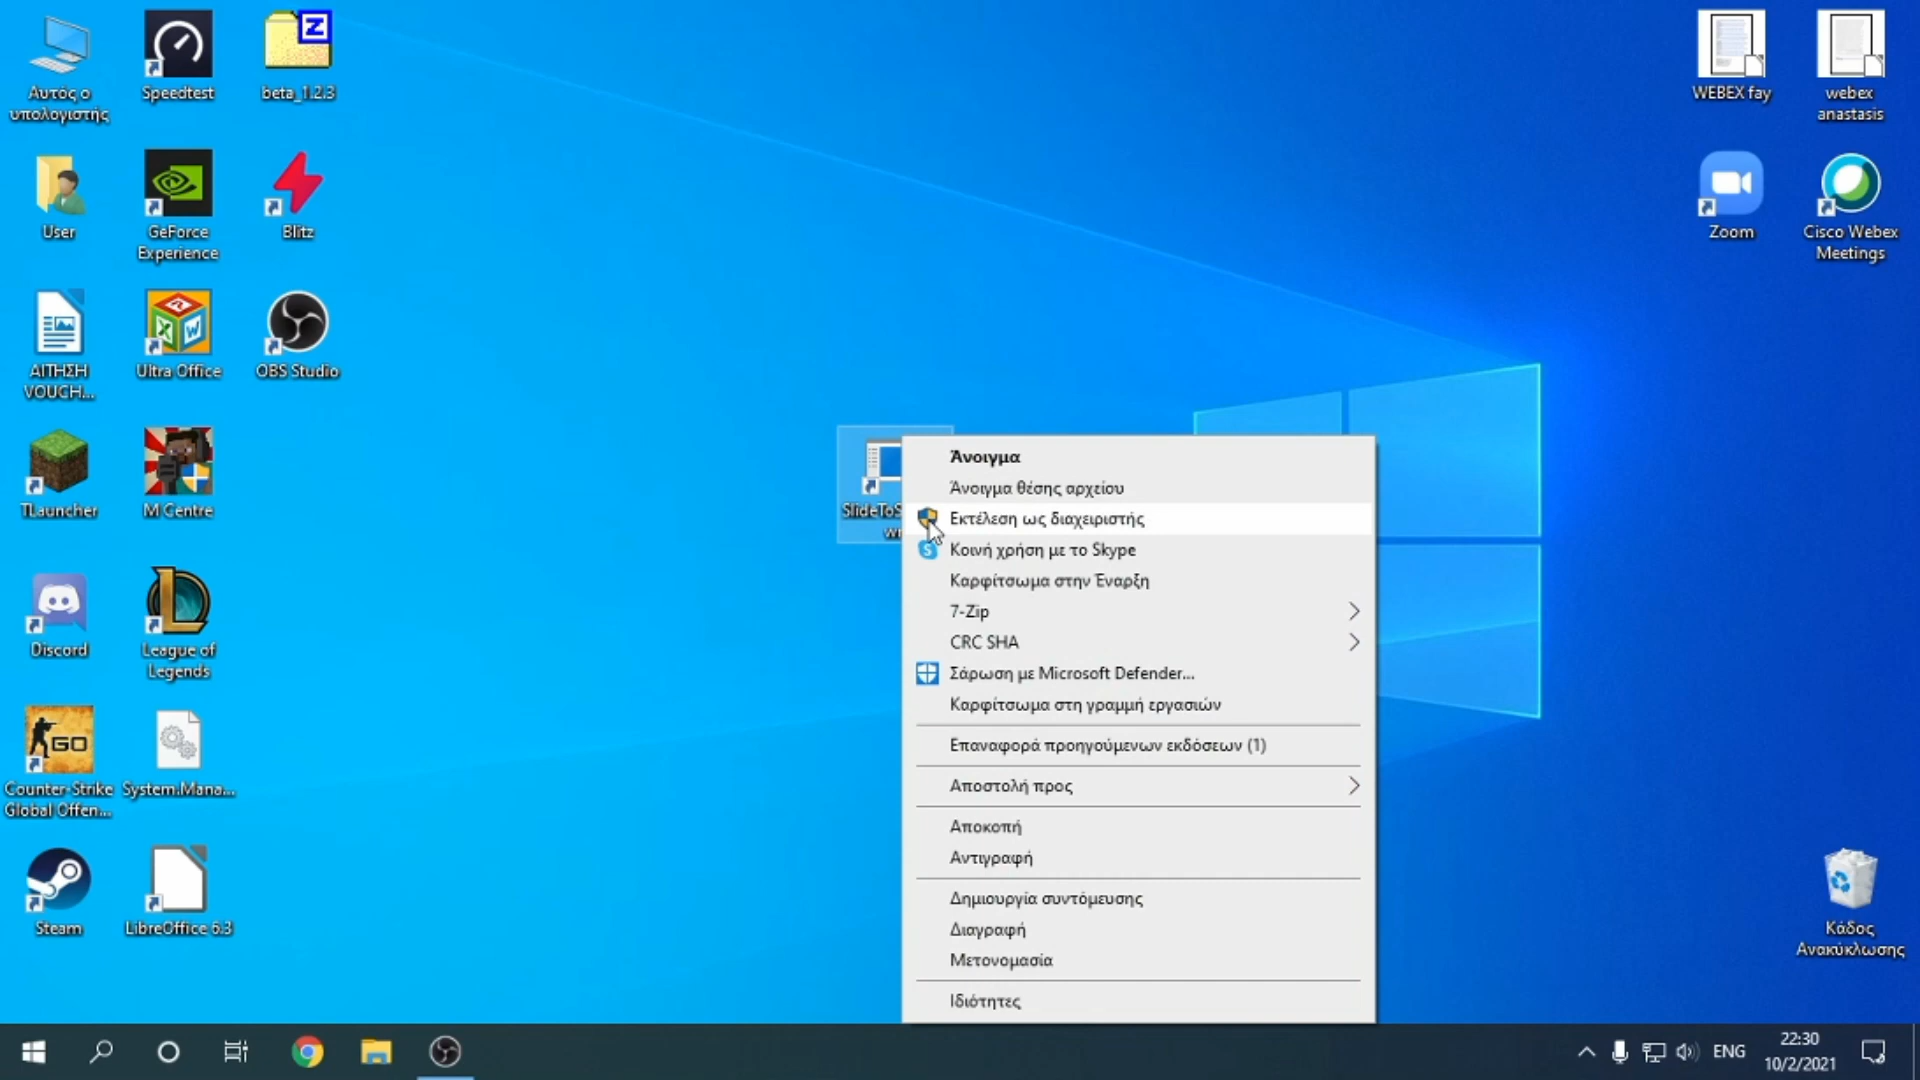 Αυτός ο
υπολογιστής
Speedtest
beta_1.2.3
WEBEX fay
webex
anastasis
User
GeForce
Experience
Blitz
Zoom
Cisco Webex
Meetings
ΑΙΤΗΣΗ
VOUCH...
Ultra Office
OBS Studio
TLauncher
M Centre
SlideToS
Discord
League of
Legends
GO
Counter-Strike
Global Offen...
System.Mana...
Steam
LibreOffice 6.3
Κάδος
Ανακύκλωσης
Άνοιγμα
Άνοιγμα θέσης αρχείου
Εκτέλεση ως διαχειριστής
Κοινή χρήση με το Skype
Καρφίτσωμα στην Έναρξη
7-Zip
CRC SHA
Σάρωση με Microsoft Defender...
Καρφίτσωμα στη γραμμή εργασιών
Επαναφορά προηγούμενων εκδόσεων (1)
Αποστολή προς
Αποκοπή
Αντιγραφή
Δημιουργία συντόμευσης
Διαγραφή
Μετονομασία
Ιδιότητες
ENG
22:30
10/2/2021